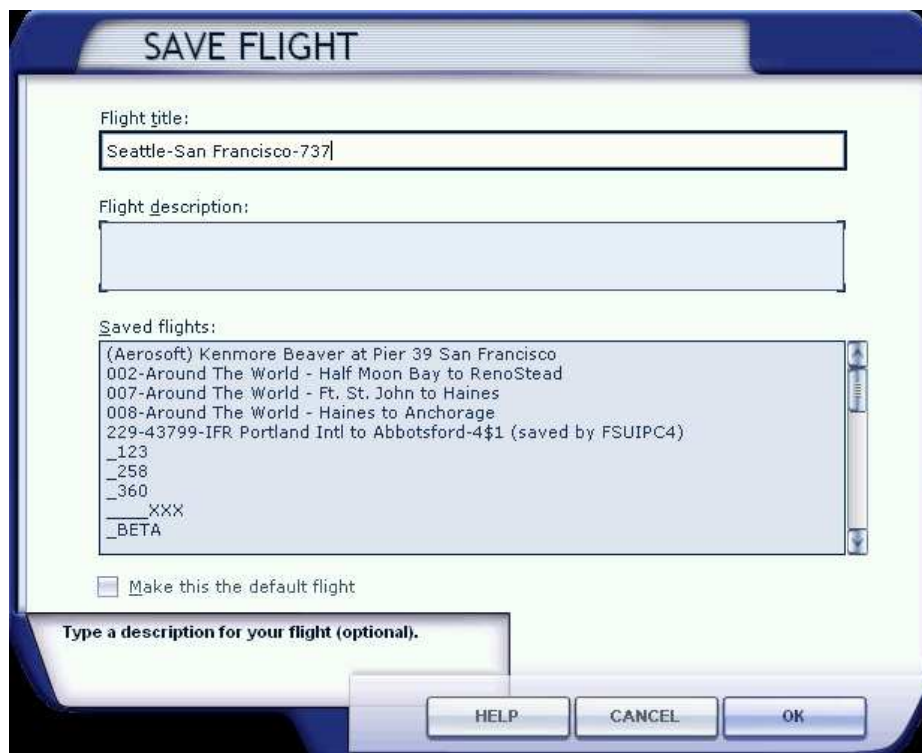 SAVE FLIGHT
Flight title:
Seattle-San Francisco-737
Flight description:
Saved flights:
(Aerosoft) Kenmore Beaver at Pier 39 San Francisco
002-Around The World - Half Moon Bay to RenoStead
007-Around The World - Ft. St. John to Haines
008-Around The World - Haines to Anchorage
229-43799-IFR Portland Intl to Abbotsford-4$1 (saved by FSUIPC4)
_123
_258
_360
____XXX
_BETA
Make this the default flight
Type a description for your flight (optional).
HELP
CANCEL
OK